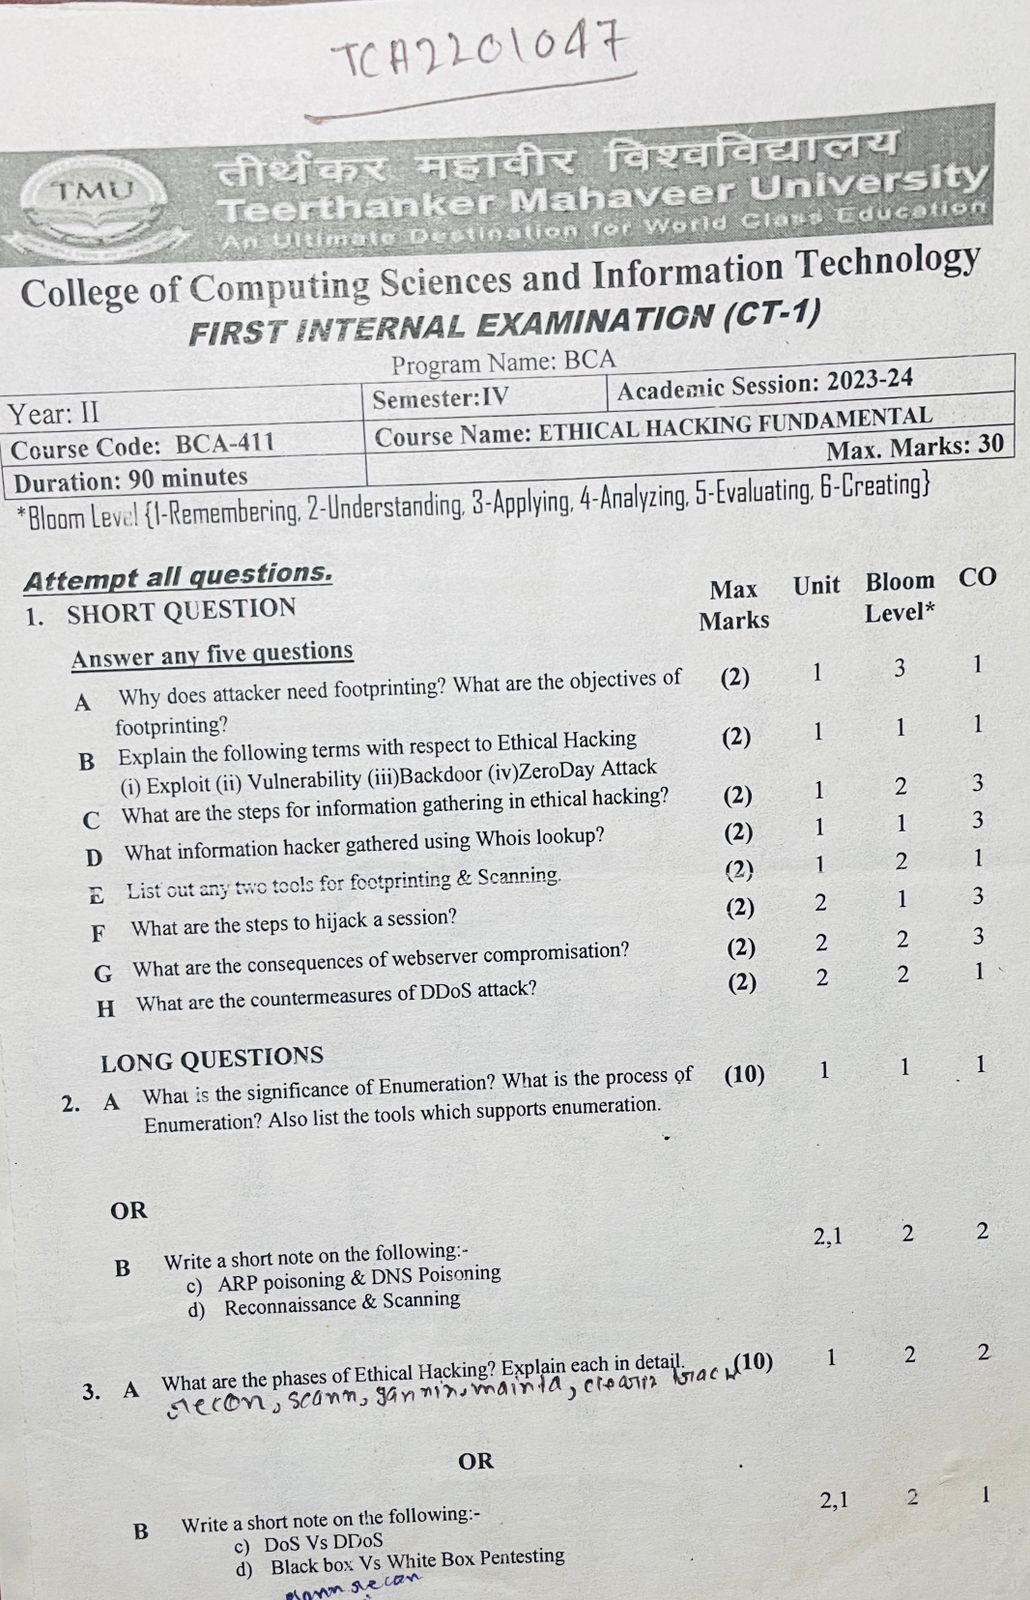 TCA2201047
TMU
तीर्थंकर महावीर विश्वविद्यालय
Teerthanker Mahaveer University
An Ultimate Destination for World Class Education
College of Computing Sciences and Information Technology
FIRST INTERNAL EXAMINATION (CT-1)
Program Name: BCA
Year: II Semester:IV Academic Session: 2023-24
Course Code: BCA-411 Course Name: ETHICAL HACKING FUNDAMENTAL
Duration: 90 minutes Max. Marks: 30
*Bloom Level {1-Remembering, 2-Understanding, 3-Applying, 4-Analyzing, 5-Evaluating, 6-Creating}
Attempt all questions.
1. SHORT QUESTION Max Marks Unit Bloom Level* CO
Answer any five questions
A Why does attacker need footprinting? What are the objectives of (2) 1 3 1
footprinting?
B Explain the following terms with respect to Ethical Hacking (2) 1 1 1
(i) Exploit (ii) Vulnerability (iii)Backdoor (iv)ZeroDay Attack
C What are the steps for information gathering in ethical hacking? (2) 1 2 3
D What information hacker gathered using Whois lookup? (2) 1 1 3
E List out any two tools for footprinting & Scanning. (2) 1 2 1
F What are the steps to hijack a session? (2) 2 1 3
G What are the consequences of webserver compromisation? (2) 2 2 3
H What are the countermeasures of DDoS attack? (2) 2 2 1
LONG QUESTIONS
2. A What is the significance of Enumeration? What is the process of (10) 1 1 1
Enumeration? Also list the tools which supports enumeration.
OR
B Write a short note on the following:- 2,1 2 2
c) ARP poisoning & DNS Poisoning
d) Reconnaissance & Scanning
3. A What are the phases of Ethical Hacking? Explain each in detail. (10) 1 2 2
recon, scann,
OR
B Write a short note on the following:- 2,1 2 1
c) DoS Vs DDoS
d) Black box Vs White Box Pentesting
recon